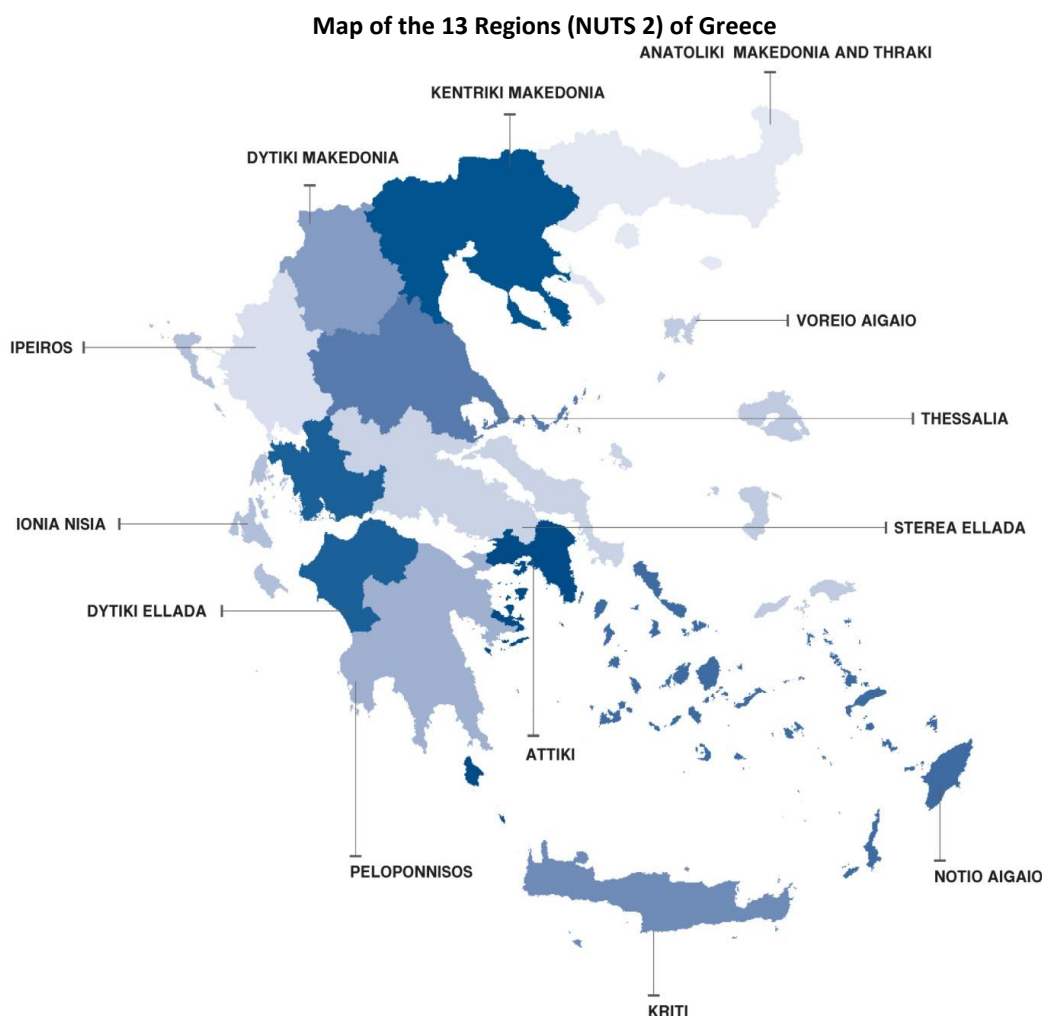 Map of the 13 Regions (NUTS 2) of Greece
ANATOLIKI MAKEDONIA AND THRAKI
KENTRIKI MAKEDONIA
DYTIKI MAKEDONIA
VOREIO AIGAIO
IPEIROS
THESSALIA
IONIA NISIA
STEREA ELLADA
DYTIKI ELLADA
ATTIKI
PELOPONNISOS
NOTIO AIGAIO
KRITI